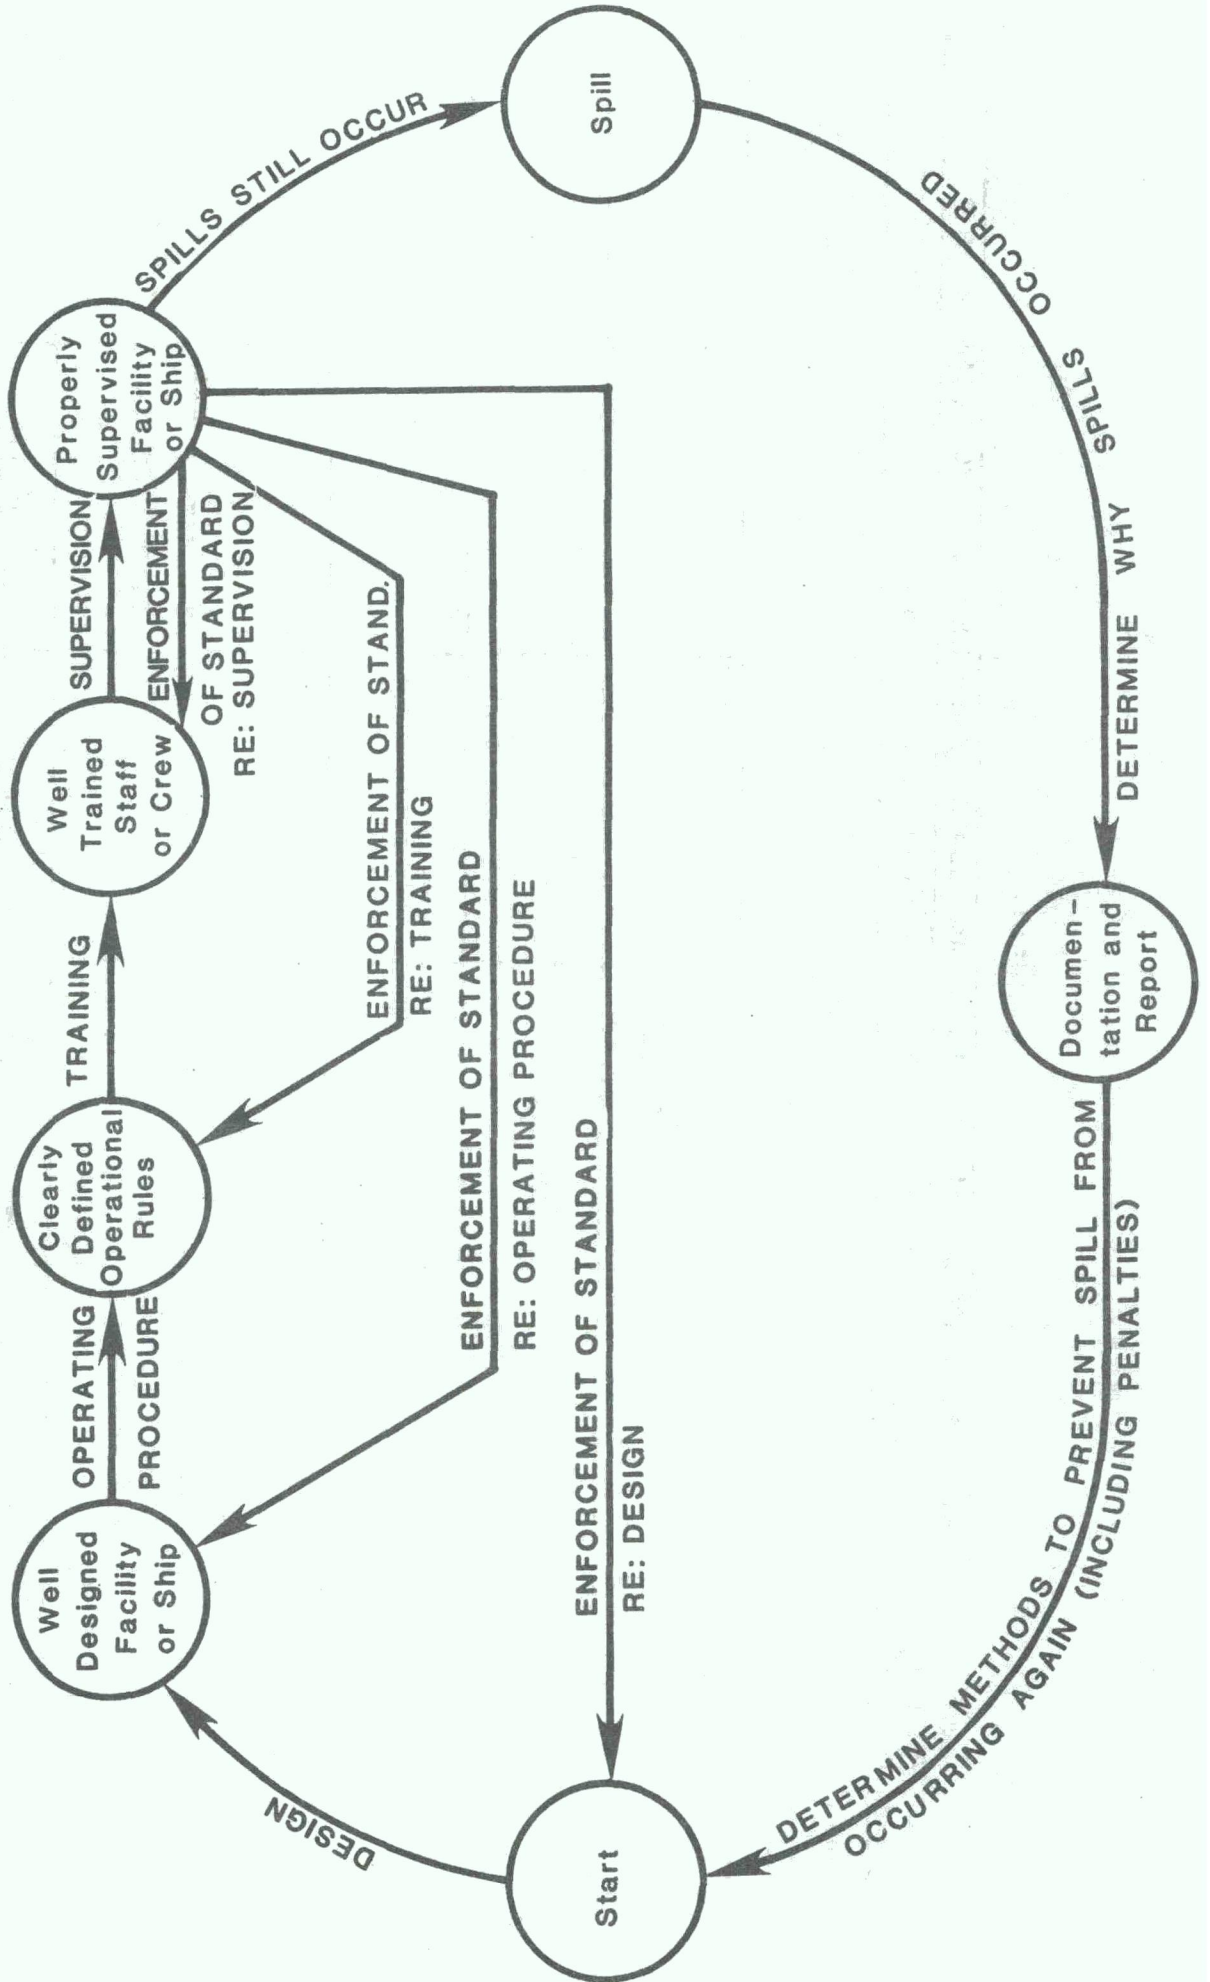 Start
DESIGN
Well
Designed
Facility
or Ship
OPERATING
PROCEDURE
Clearly
Defined
Operational
Rules
TRAINING
Well
Trained
Staff
or Crew
SUPERVISION
ENFORCEMENT
OF STANDARD
RE: SUPERVISION
Properly
Supervised
Facility
or Ship
SPILLS STILL OCCUR
ENFORCEMENT OF STAND.
RE: TRAINING
ENFORCEMENT OF STANDARD
RE: OPERATING PROCEDURE
ENFORCEMENT OF STANDARD
RE: DESIGN
Spill
DETERMINE WHY SPILLS OCCURRED
Documen-
tation and
Report
DETERMINE METHODS TO PREVENT SPILL FROM
OCCURRING AGAIN (INCLUDING PENALTIES)